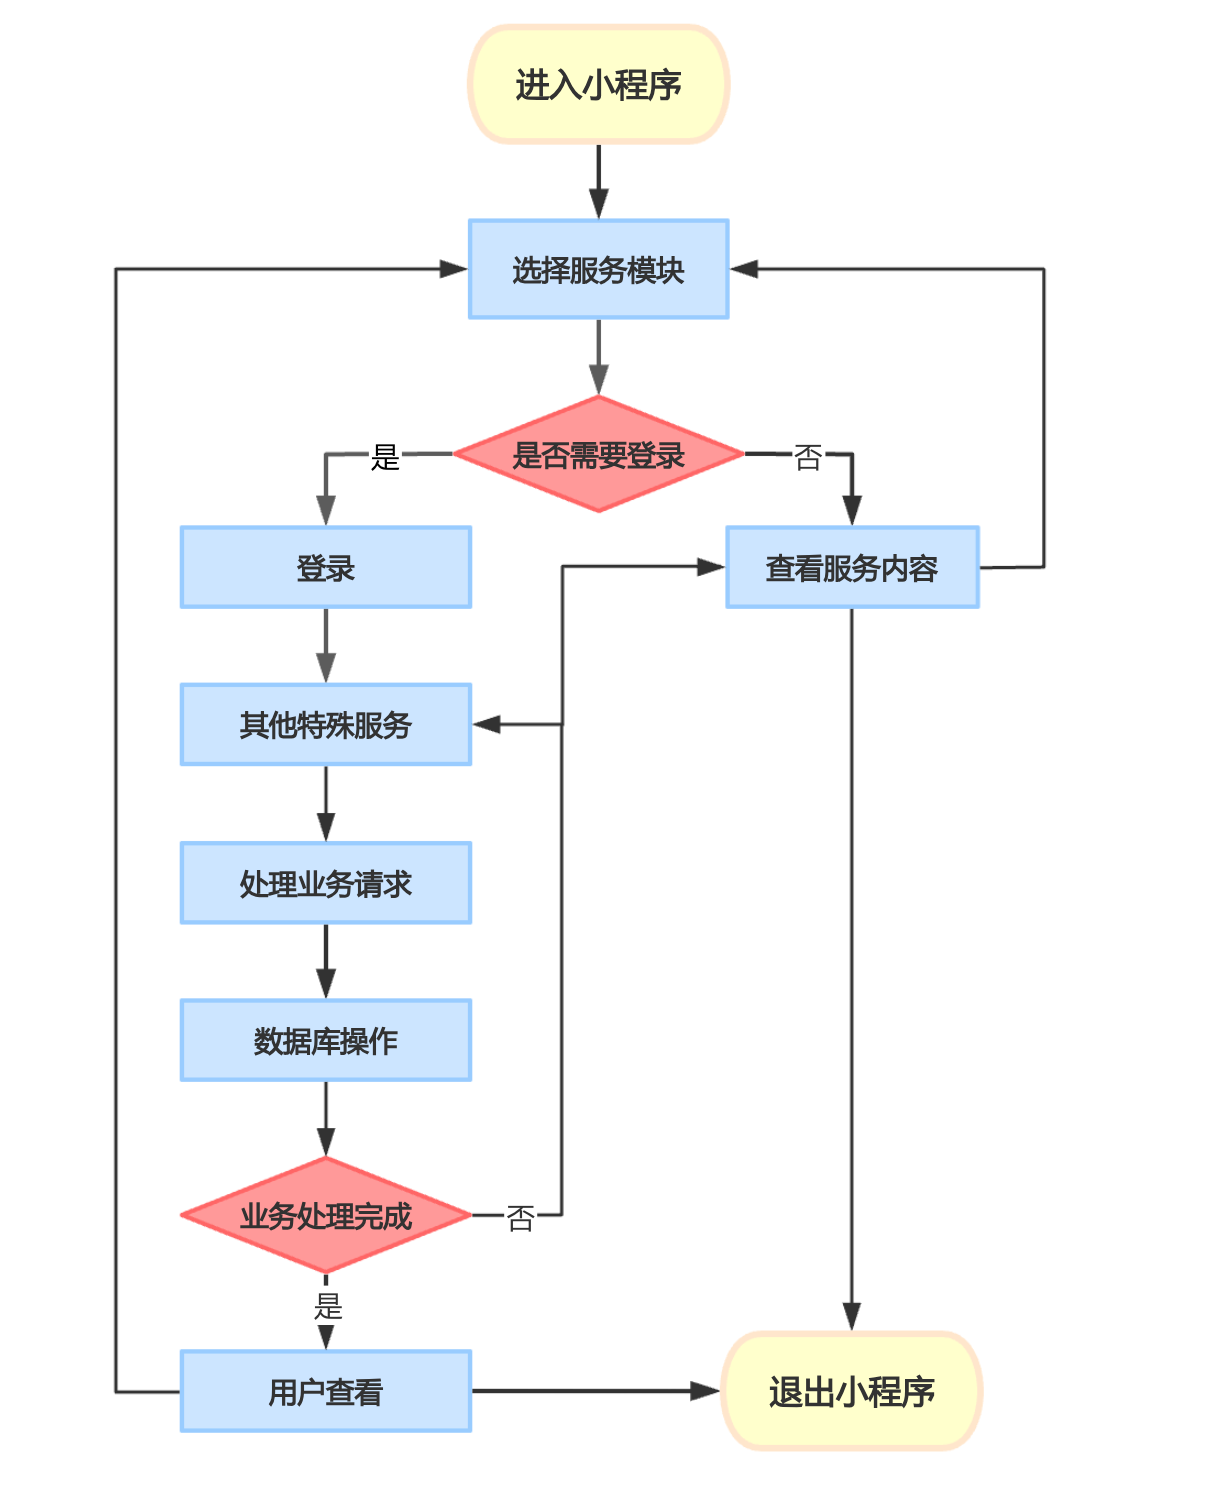 进入小程序
选择服务模块
是否需要登录
是
否
登录
查看服务内容
其他特殊服务
处理业务请求
数据库操作
业务处理完成
否
是
用户查看
退出小程序